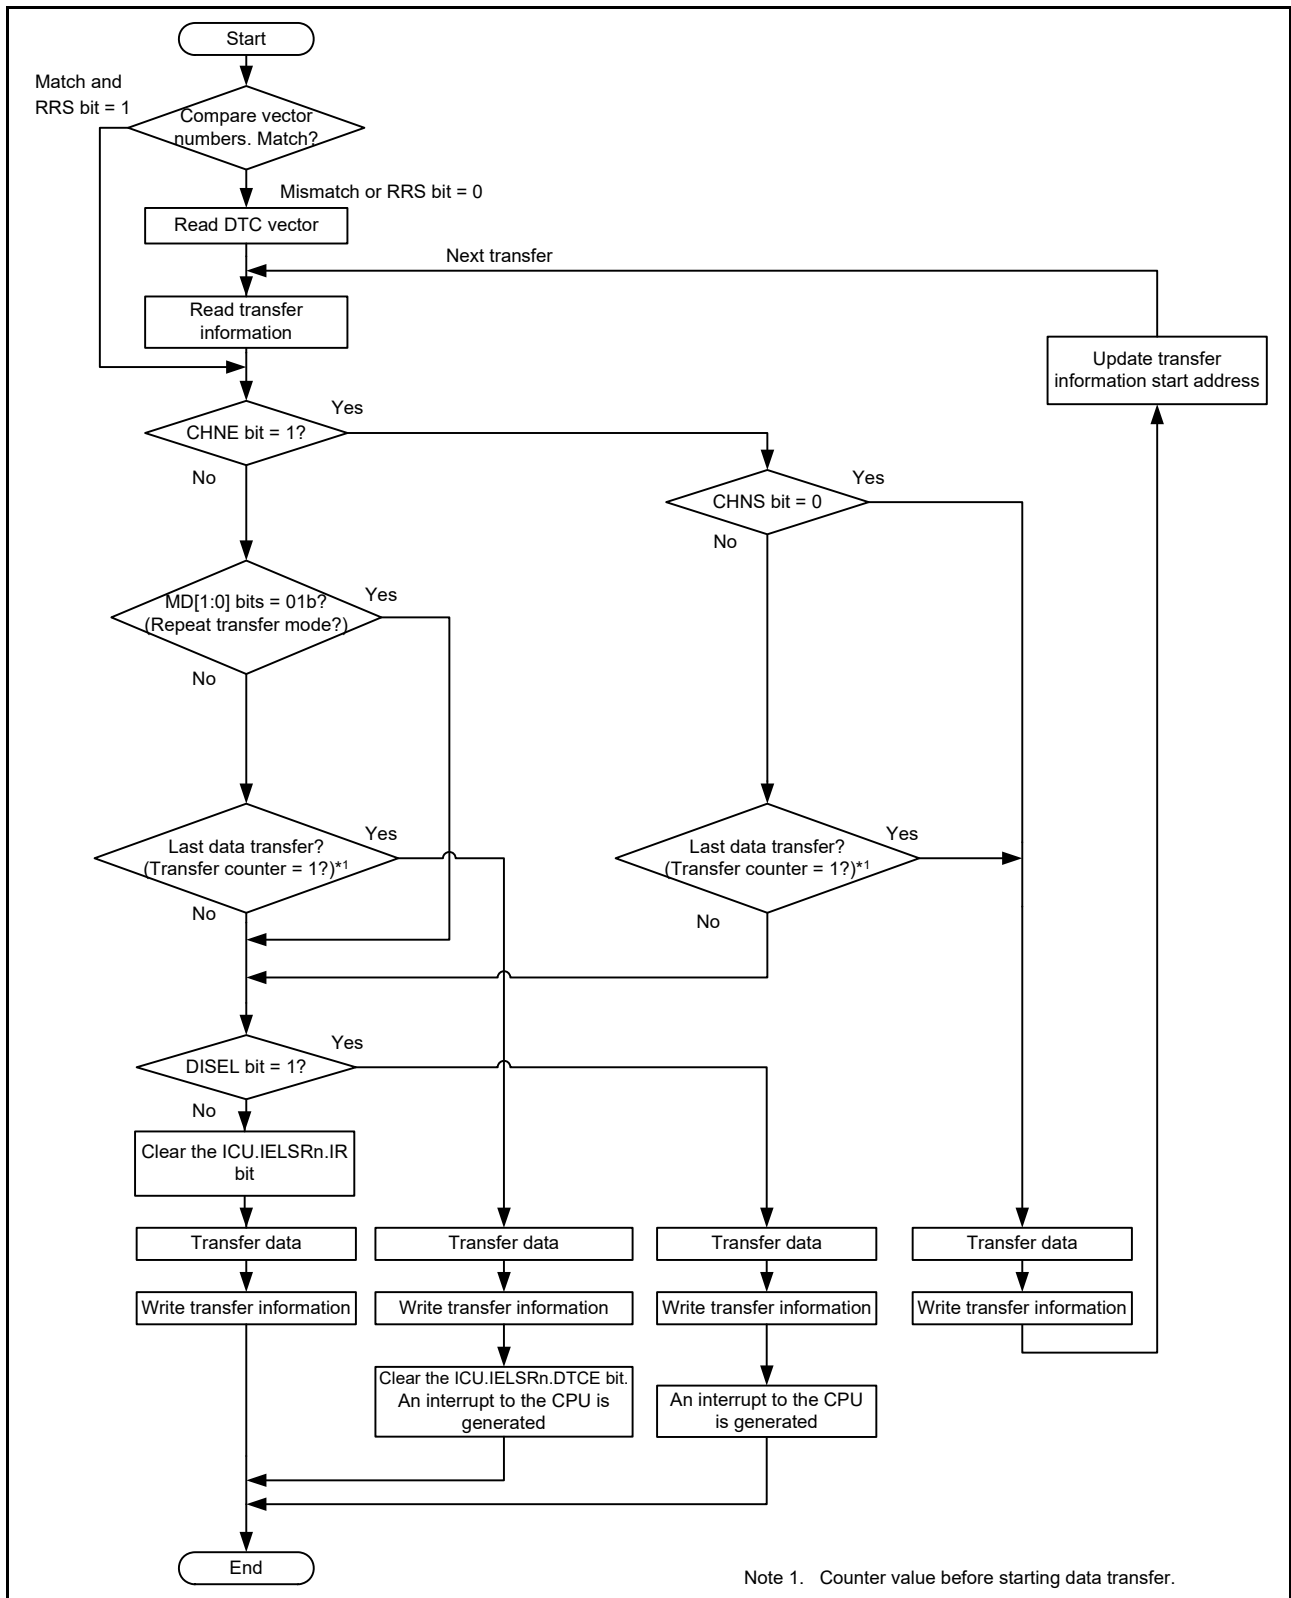 Start
Match and
RRS bit = 1
Compare vector
numbers. Match?
Mismatch or RRS bit = 0
Read DTC vector
Next transfer
Read transfer
information
Update transfer
information start address
Yes
CHNE bit = 1?
No
Yes
CHNS bit = 0
No
Yes
MD[1:0] bits = 01b?
(Repeat transfer mode?)
No
Yes
Last data transfer?
(Transfer counter = 1?)*1
No
Yes
Last data transfer?
(Transfer counter = 1?)*1
No
Yes
DISEL bit = 1?
No
Clear the ICU.IELSRn.IR
bit
Transfer data
Transfer data
Transfer data
Transfer data
Write transfer information
Write transfer information
Write transfer information
Write transfer information
Clear the ICU.IELSRn.DTCE bit.
An interrupt to the CPU is
generated
An interrupt to the CPU
is generated
End
Note 1. Counter value before starting data transfer.